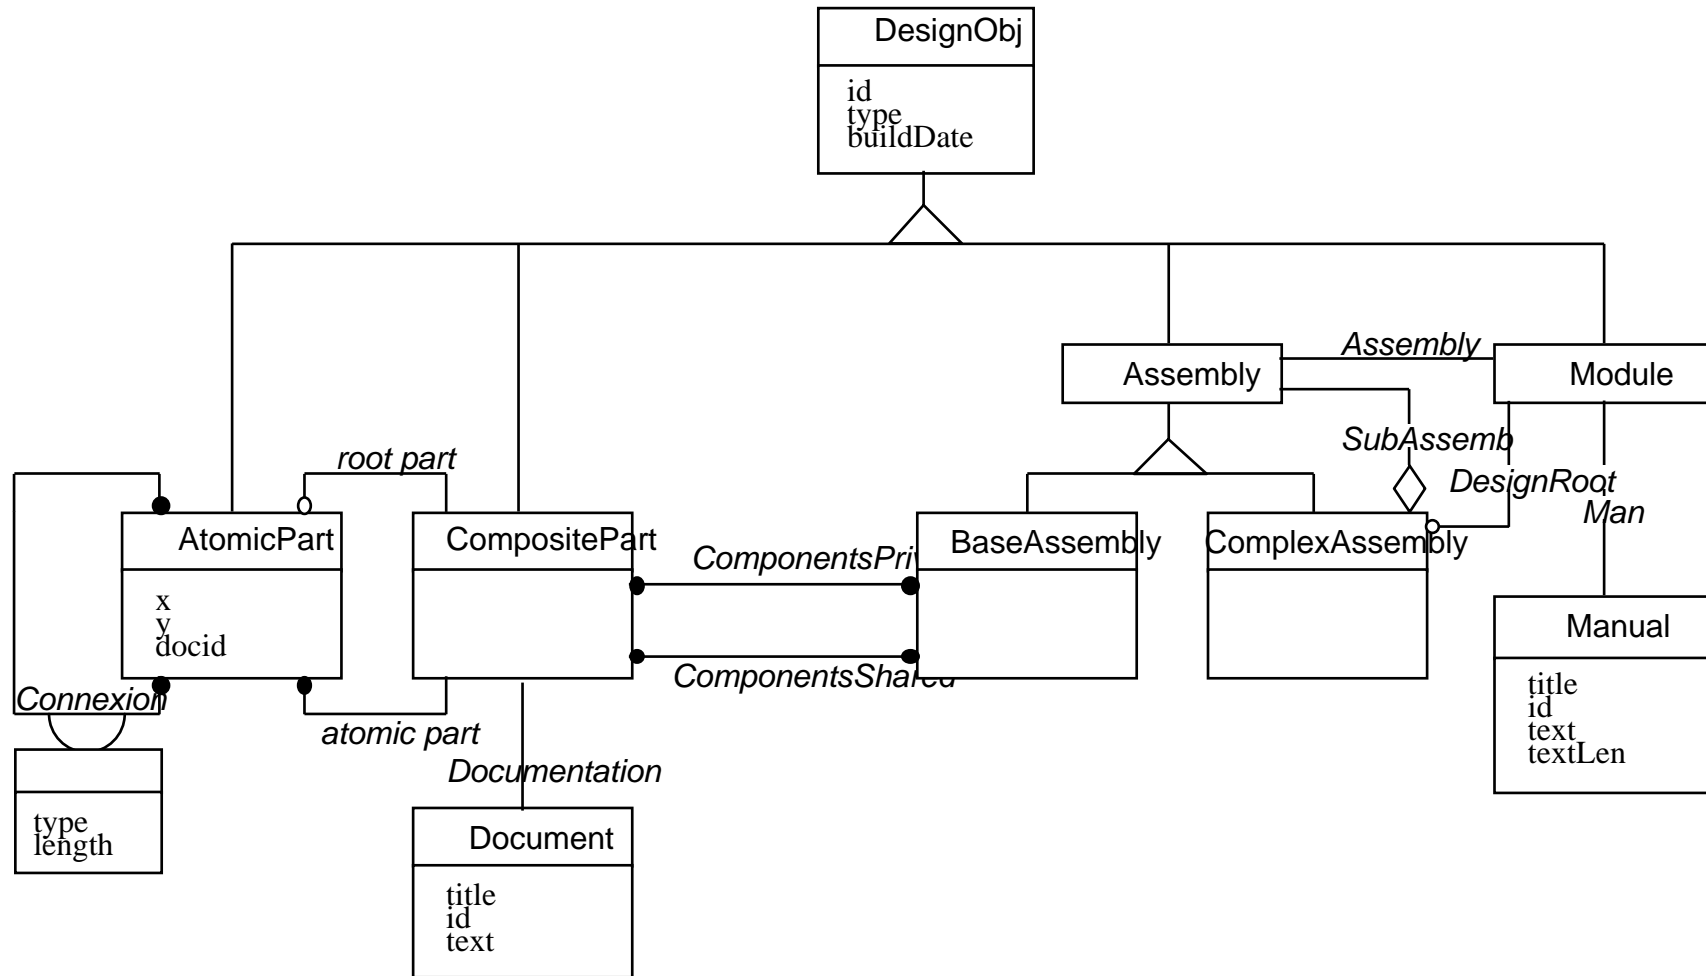 DesignObj
id
type
buildDate
Assembly
Assembly
Module
SubAssemb
root part
DesignRoot
Man
AtomicPart
CompositePart
ComponentsPriv
BaseAssembly
ComplexAssembly
x
y
docid
Manual
ComponentsShared
title
id
text
textLen
Connexion
atomic part
Documentation
type
length
Document
title
id
text